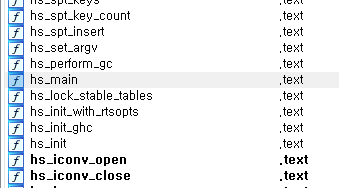 hs_spt_keys .text
f hs_spt_key_count .text
f hs_spt_insert .text
f hs_set_argv .text
f hs_perform_gc .text
f hs_main .text
f hs_lock_stable_tables .text
f hs_init_with_rtsopts .text
f hs_init_ghc .text
f hs_init .text
f hs_iconv_open .text
f hs_iconv_close .text